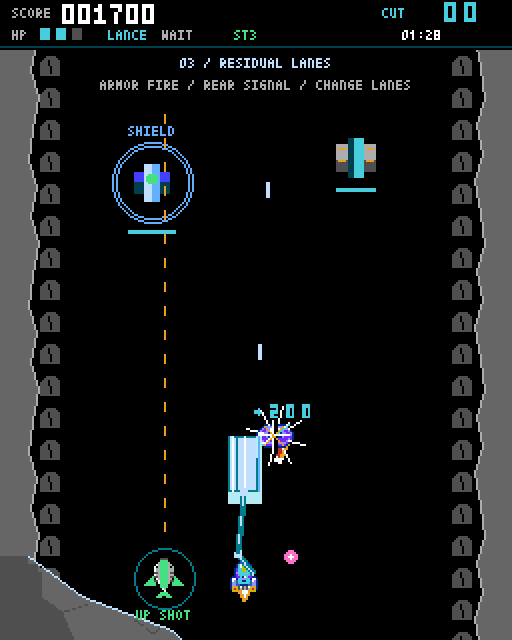 SCORE 001700 CUT 00
HP LANCE WAIT ST3 01:28
03 / RESIDUAL LANES
ARMOR FIRE / REAR SIGNAL / CHANGE LANES
SHIELD
+200
UP SHOT